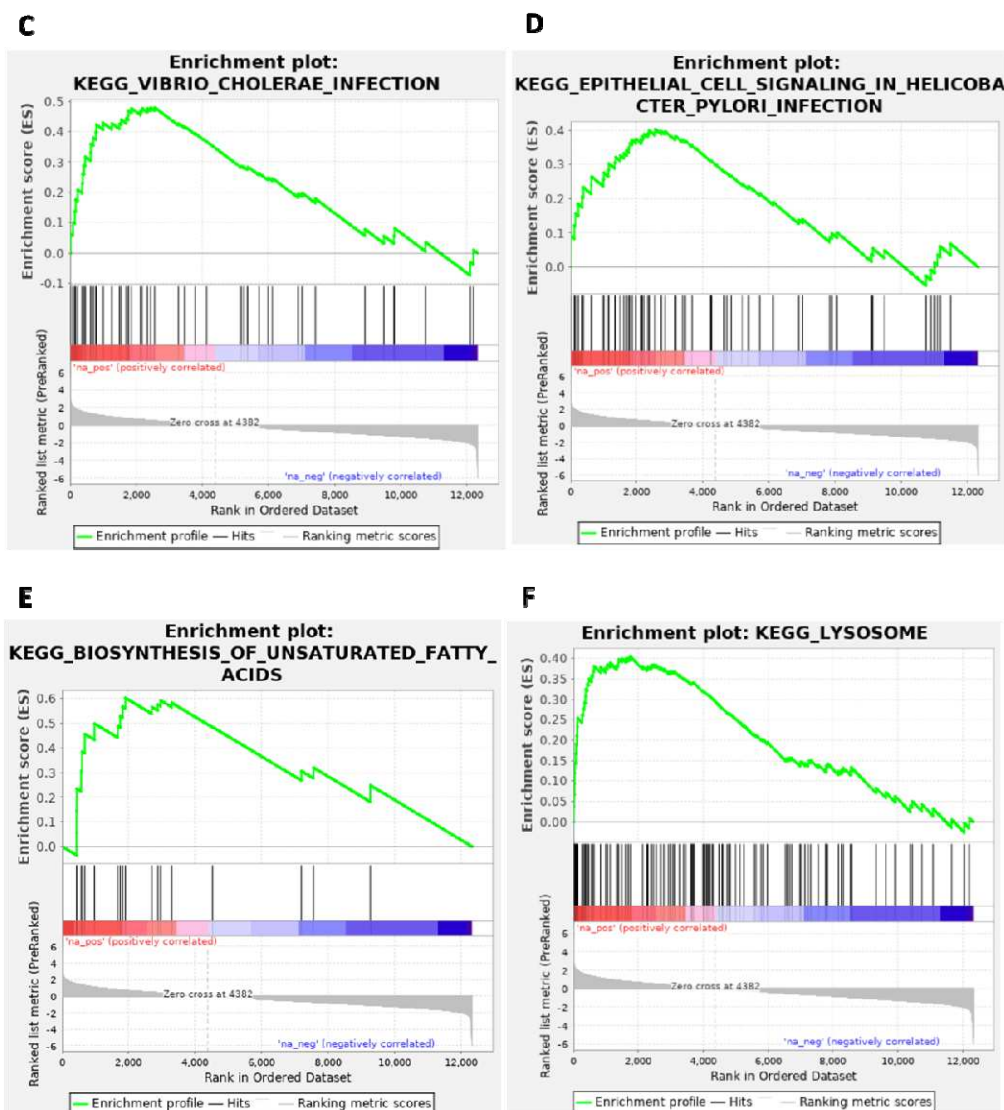 C
Enrichment plot:
KEGG_VIBRIO_CHOLERAE_INFECTION
Enrichment score (ES)
0.5
0.4
0.3
0.2
0.1
0.0
-0.1
Ranked list metric (PreRanked)
'na_pos' (positively correlated)
6
4
2
0
-2
-4
-6
Zero cross at 4382
'na_neg' (negatively correlated)
0 2,000 4,000 6,000 8,000 10,000 12,000
Rank in Ordered Dataset
Enrichment profile Hits Ranking metric scores
D
Enrichment plot:
KEGG_EPITHELIAL_CELL_SIGNALING_IN_HELICOBA
CTER_PYLORI_INFECTION
Enrichment score (ES)
0.4
0.3
0.2
0.1
0.0
Ranked list metric (PreRanked)
'na_pos' (positively correlated)
6
4
2
0
-2
-4
-6
Zero cross at 4382
'na_neg' (negatively correlated)
0 2,000 4,000 6,000 8,000 10,000 12,000
Rank in Ordered Dataset
Enrichment profile Hits Ranking metric scores
E
Enrichment plot:
KEGG_BIOSYNTHESIS_OF_UNSATURATED_FATTY_
ACIDS
Enrichment score (ES)
0.6
0.5
0.4
0.3
0.2
0.1
0.0
Ranked list metric (PreRanked)
'na_pos' (positively correlated)
6
4
2
0
-2
-4
-6
Zero cross at 4382
'na_neg' (negatively correlated)
0 2,000 4,000 6,000 8,000 10,000 12,000
Rank in Ordered Dataset
Enrichment profile Hits Ranking metric scores
F
Enrichment plot: KEGG_LYSOSOME
Enrichment score (ES)
0.40
0.35
0.30
0.25
0.20
0.15
0.10
0.05
0.00
Ranked list metric (PreRanked)
'na_pos' (positively correlated)
6
4
2
0
-2
-4
-6
Zero cross at 4382
'na_neg' (negatively correlated)
0 2,000 4,000 6,000 8,000 10,000 12,000
Rank in Ordered Dataset
Enrichment profile Hits Ranking metric scores